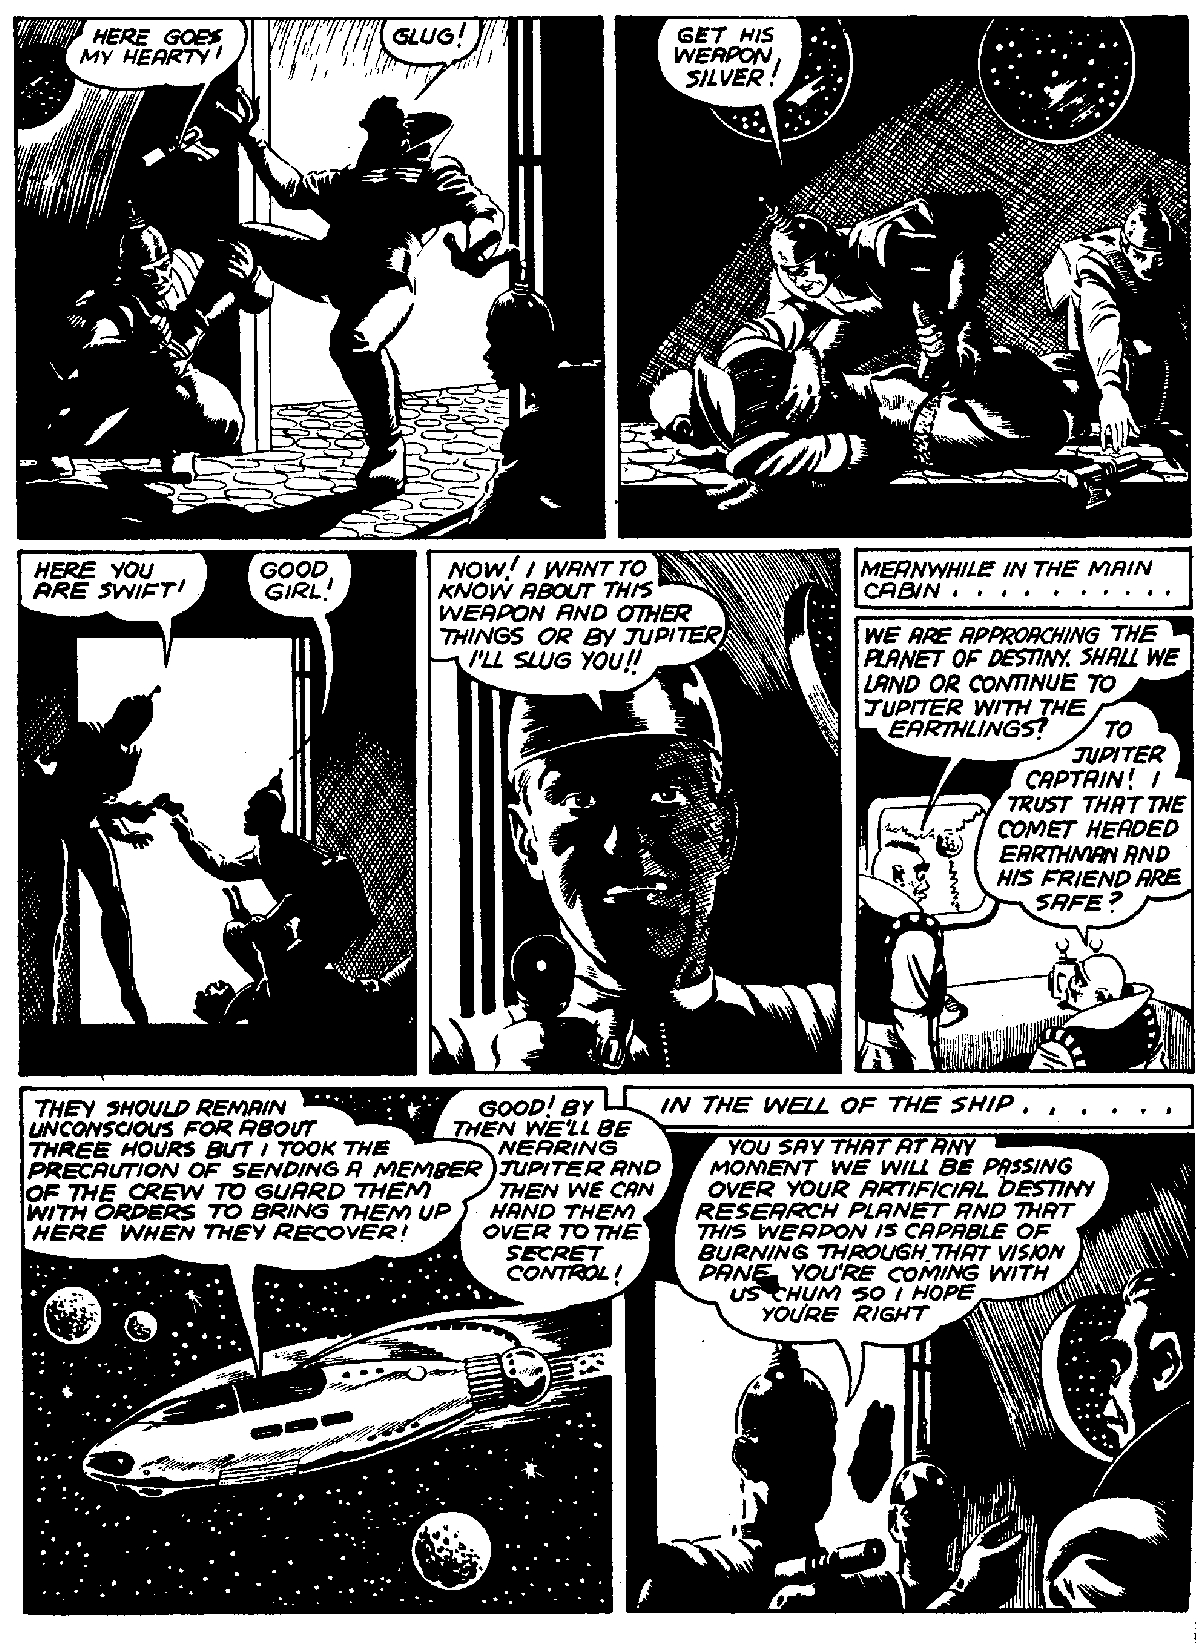 HERE GOES
MY HEARTY!
GLUG!
GET HIS
WEAPON
SILVER!
HERE YOU
ARE SWIFT!
GOOD
GIRL!
NOW! I WANT TO
KNOW ABOUT THIS
WEAPON AND OTHER
THINGS OR BY JUPITER
I'LL SLUG YOU!!
MEANWHILE IN THE MAIN
CABIN . . . . . . . . . .
WE ARE APPROACHING THE
PLANET OF DESTINY. SHALL WE
LAND OR CONTINUE TO
JUPITER WITH THE
EARTHLINGS?
TO
JUPITER
CAPTAIN! I
TRUST THAT THE
COMET HEADED
EARTHMAN AND
HIS FRIEND ARE
SAFE?
THEY SHOULD REMAIN
UNCONSCIOUS FOR ABOUT
THREE HOURS BUT I TOOK THE
PRECAUTION OF SENDING A MEMBER
OF THE CREW TO GUARD THEM
WITH ORDERS TO BRING THEM UP
HERE WHEN THEY RECOVER!
GOOD! BY
THEN WE'LL BE
NEARING
JUPITER AND
THEN WE CAN
HAND THEM
OVER TO THE
SECRET
CONTROL!
IN THE WELL OF THE SHIP . . . . . . .
YOU SAY THAT AT ANY
MOMENT WE WILL BE PASSING
OVER YOUR ARTIFICIAL DESTINY
RESEARCH PLANET AND THAT
THIS WEAPON IS CAPABLE OF
BURNING THROUGH THAT VISION
PANE. YOU'RE COMING WITH
US CHUM SO I HOPE
YOU'RE RIGHT